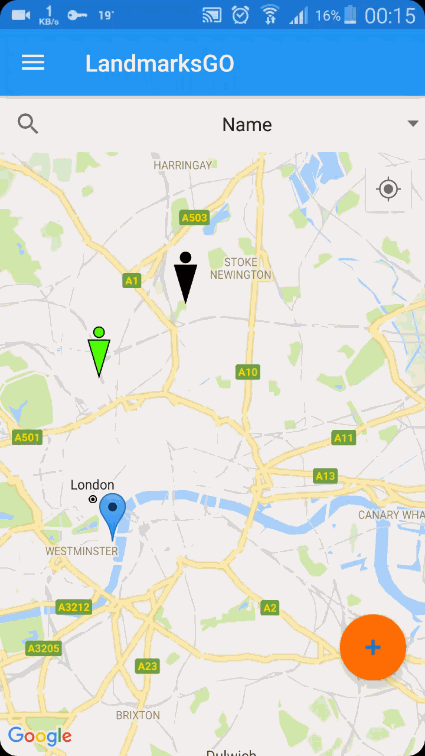 1
KB/s
19°
16%
00:15
LandmarksGO
Name
HARRINGAY
A503
STOKE
NEWINGTON
A1
A10
A501
A11
A13
London
CANARY WHA
WESTMINSTER
A3212
A2
A3205
A23
BRIXTON
Google
Dulwich